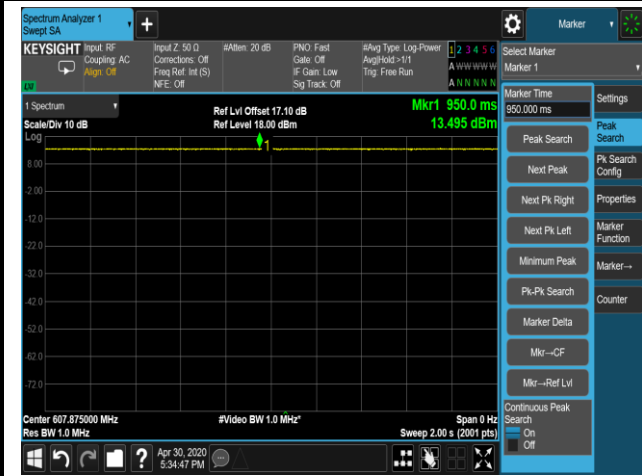 Spectrum Analyzer 1
Swept SA
Marker
KEYSIGHT
Input: RF
Coupling: AC
Align: Off
Input Z: 50 Ω
Corrections: Off
Freq Ref: Int (S)
NFE: Off
#Atten: 20 dB
PNO: Fast
Gate: Off
IF Gain: Low
Sig Track: Off
#Avg Type: Log-Power
Avg|Hold:>1/1
Trig: Free Run
1 2 3 4 5 6
A W W W W W
A N N N N N
Select Marker
Marker 1
1 Spectrum
Scale/Div 10 dB
Log
Ref Lvl Offset 17.10 dB
Ref Level 18.00 dBm
Mkr1 950.0 ms
13.495 dBm
1
8.00
-2.00
-12.0
-22.0
-32.0
-42.0
-52.0
-62.0
-72.0
Center 607.875000 MHz
Res BW 1.0 MHz
#Video BW 1.0 MHz*
Span 0 Hz
Sweep 2.00 s (2001 pts)
Marker Time
950.000 ms
Peak Search
Next Peak
Next Pk Right
Next Pk Left
Minimum Peak
Pk-Pk Search
Marker Delta
Mkr→CF
Mkr→Ref Lvl
Continuous Peak
Search
On
Off
Settings
Peak
Search
Pk Search
Config
Properties
Marker
Function
Marker→
Counter
Apr 30, 2020
5:34:47 PM